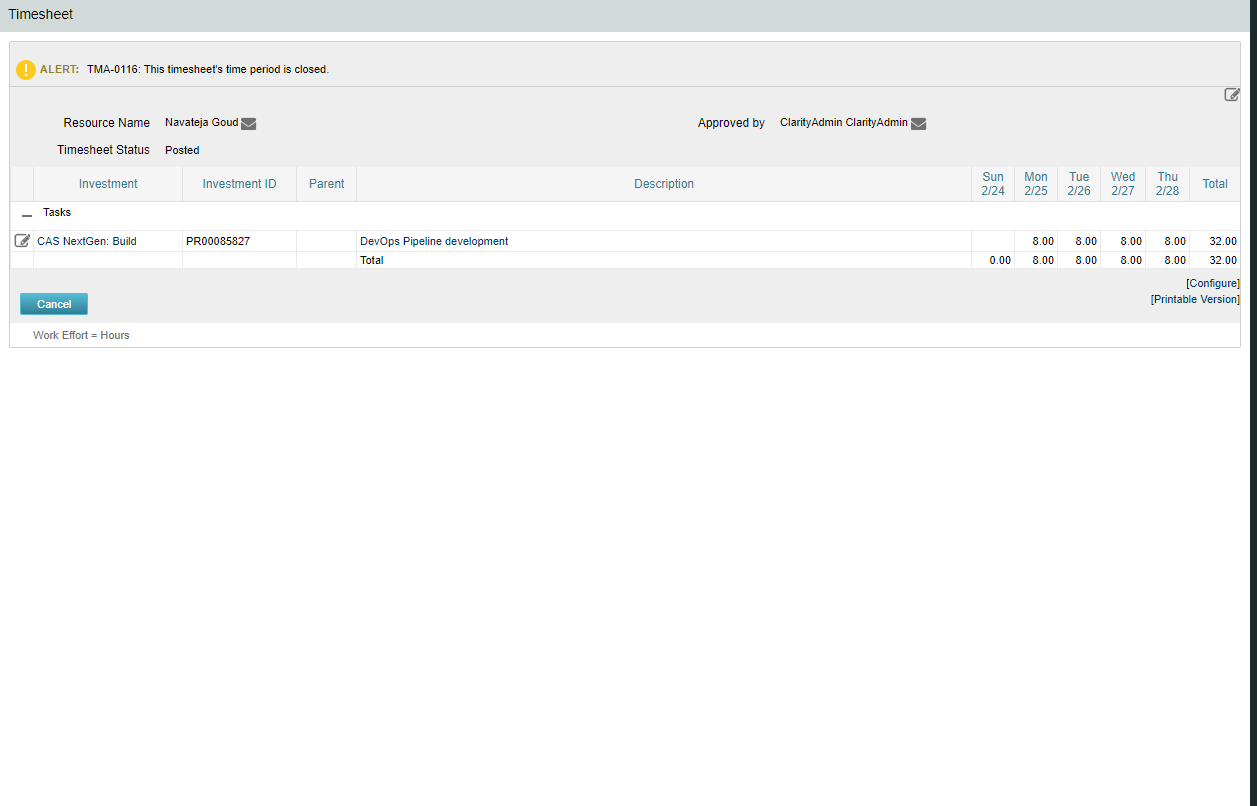 Timesheet
ALERT: TMA-0116: This timesheet's time period is closed.
Resource Name Navateja Goud Approved by ClarityAdmin ClarityAdmin
Timesheet Status Posted
Investment Investment ID Parent Description Sun 2/24 Mon 2/25 Tue 2/26 Wed 2/27 Thu 2/28 Total
Tasks
CAS NextGen: Build PR00085827 DevOps Pipeline development 8.00 8.00 8.00 8.00 32.00
Total 0.00 8.00 8.00 8.00 8.00 32.00
[Configure]
Cancel
[Printable Version]
Work Effort = Hours